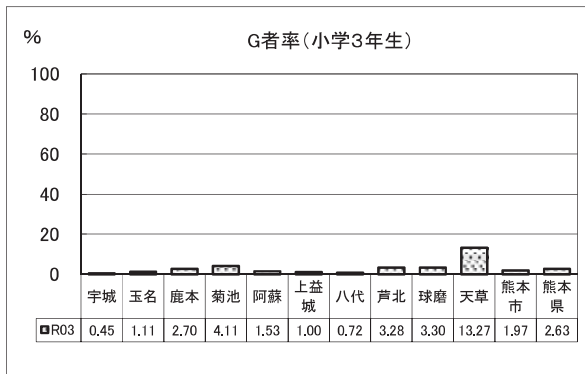 G者率(小学3年生)
%
100
80
60
40
20
0
宇城 玉名 鹿本 菊池 阿蘇 上益城 八代 芦北 球磨 天草 熊本市 熊本県
R03 0.45 1.11 2.70 4.11 1.53 1.00 0.72 3.28 3.30 13.27 1.97 2.63